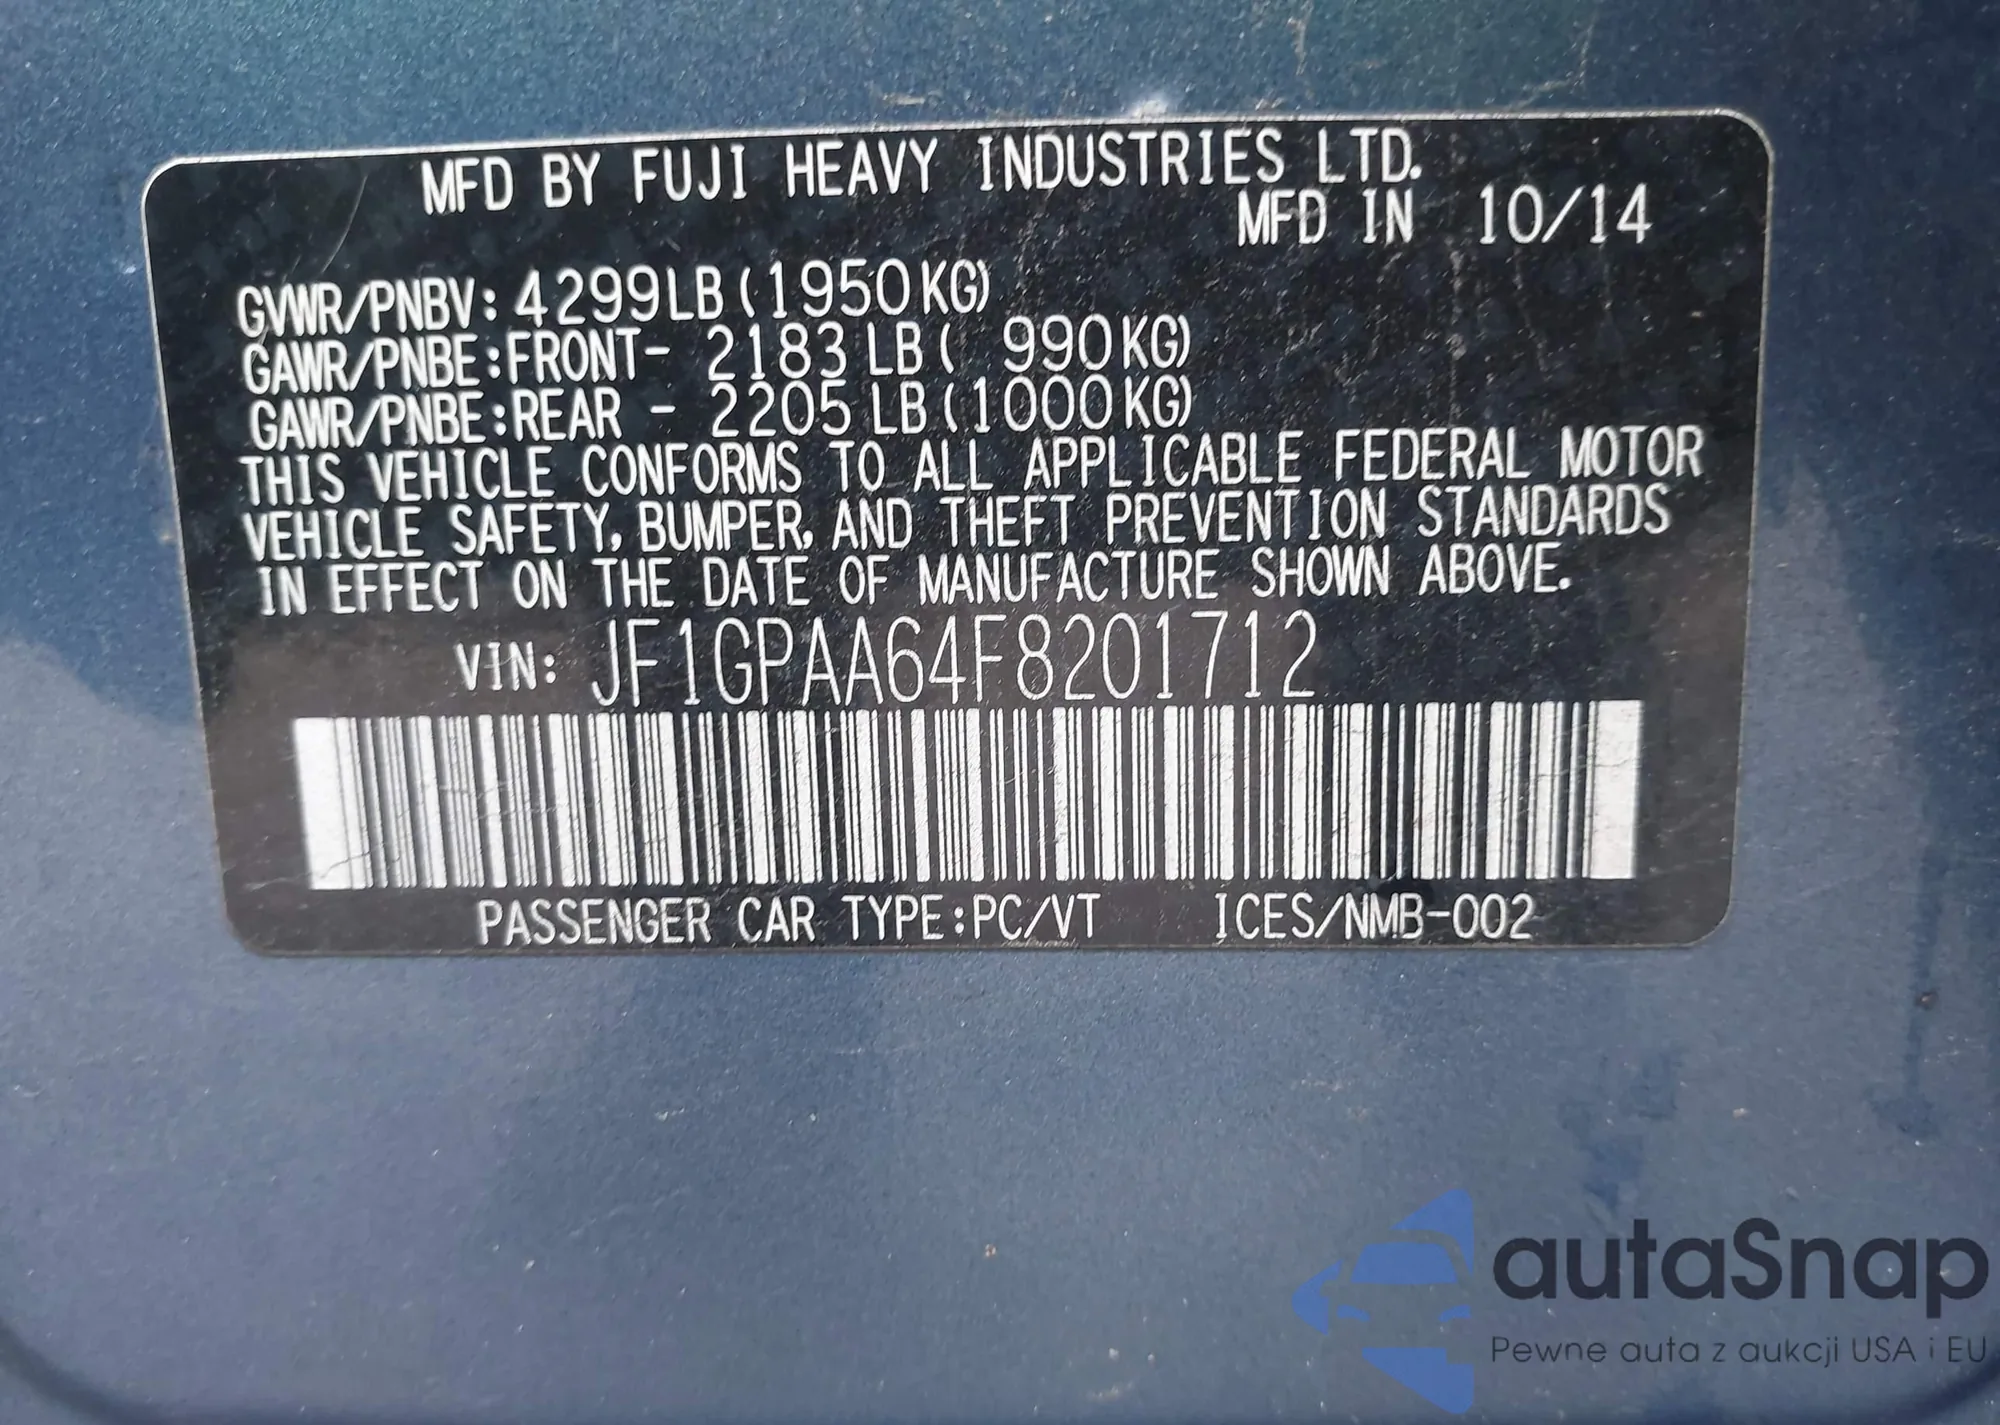 MFD BY FUJI HEAVY INDUSTRIES LTD.
MFD IN 10/14
GVWR/PNBV: 4299LB (1950KG)
GAWR/PNBE:FRONT- 2183 LB ( 990KG)
GAWR/PNBE:REAR - 2205 LB (1000KG)
THIS VEHICLE CONFORMS TO ALL APPLICABLE FEDERAL MOTOR
VEHICLE SAFETY, BUMPER, AND THEFT PREVENTION STANDARDS
IN EFFECT ON THE DATE OF MANUFACTURE SHOWN ABOVE.
VIN: JF1GPAA64F8201712
PASSENGER CAR TYPE:PC/VT ICES/NMB-002
autaSnap
Pewne auta z aukcji USA i EU